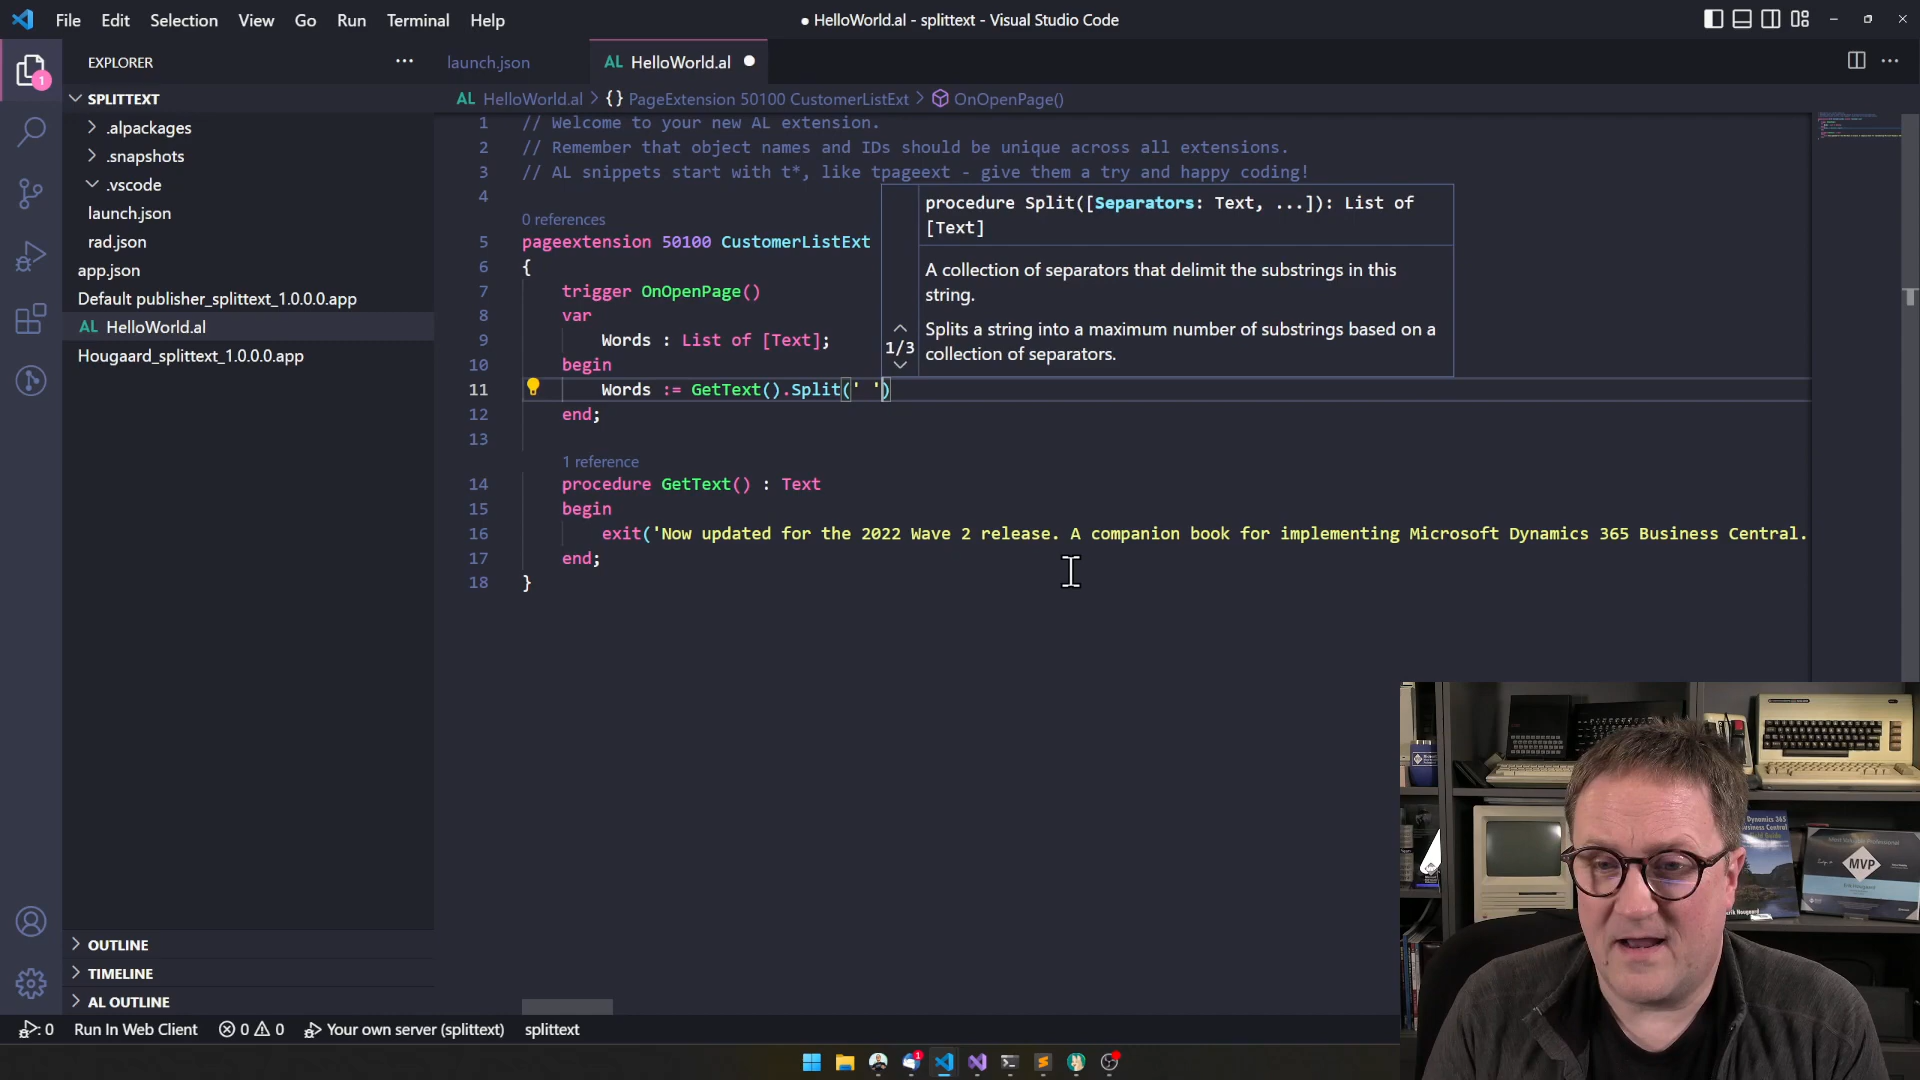 File Edit Selection View Go Run Terminal Help
● HelloWorld.al - splittext - Visual Studio Code
1
EXPLORER
launch.json
AL HelloWorld.al
SPLITTEXT
.alpackages
.snapshots
.vscode
launch.json
rad.json
app.json
Default publisher_splittext_1.0.0.0.app
AL HelloWorld.al
Hougaard_splittext_1.0.0.0.app
OUTLINE
TIMELINE
AL OUTLINE
AL HelloWorld.al > {} PageExtension 50100 CustomerListExt > OnOpenPage()
1 // Welcome to your new AL extension.
2 // Remember that object names and IDs should be unique across all extensions.
3 // AL snippets start with t*, like tpageext - give them a try and happy coding!
4
0 references
5 pageextension 50100 CustomerListExt
6 {
7 trigger OnOpenPage()
8 var
9 Words : List of [Text];
10 begin
11 Words := GetText().Split(' ')
12 end;
13
1 reference
14 procedure GetText() : Text
15 begin
16 exit('Now updated for the 2022 Wave 2 release. A companion book for implementing Microsoft Dynamics 365 Business Central.
17 end;
18 }
procedure Split([Separators: Text, ...]): List of
[Text]
A collection of separators that delimit the substrings in this
string.
1/3
Splits a string into a maximum number of substrings based on a
collection of separators.
Dynamics 365
Business Central
MVP
0 Run In Web Client 0 0 Your own server (splittext) splittext
1